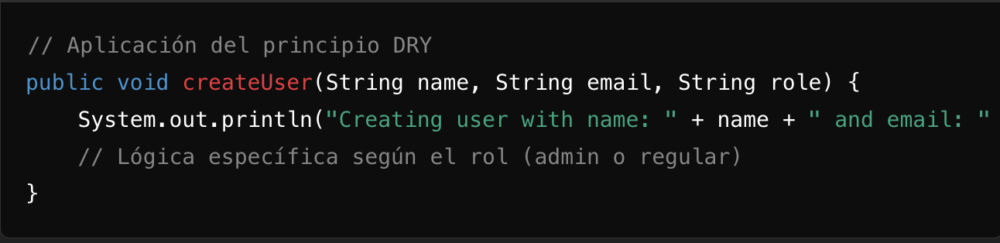 // Aplicación del principio DRY
public void createUser(String name, String email, String role) {
    System.out.println("Creating user with name: " + name + " and email: "
    // Lógica específica según el rol (admin o regular)
}